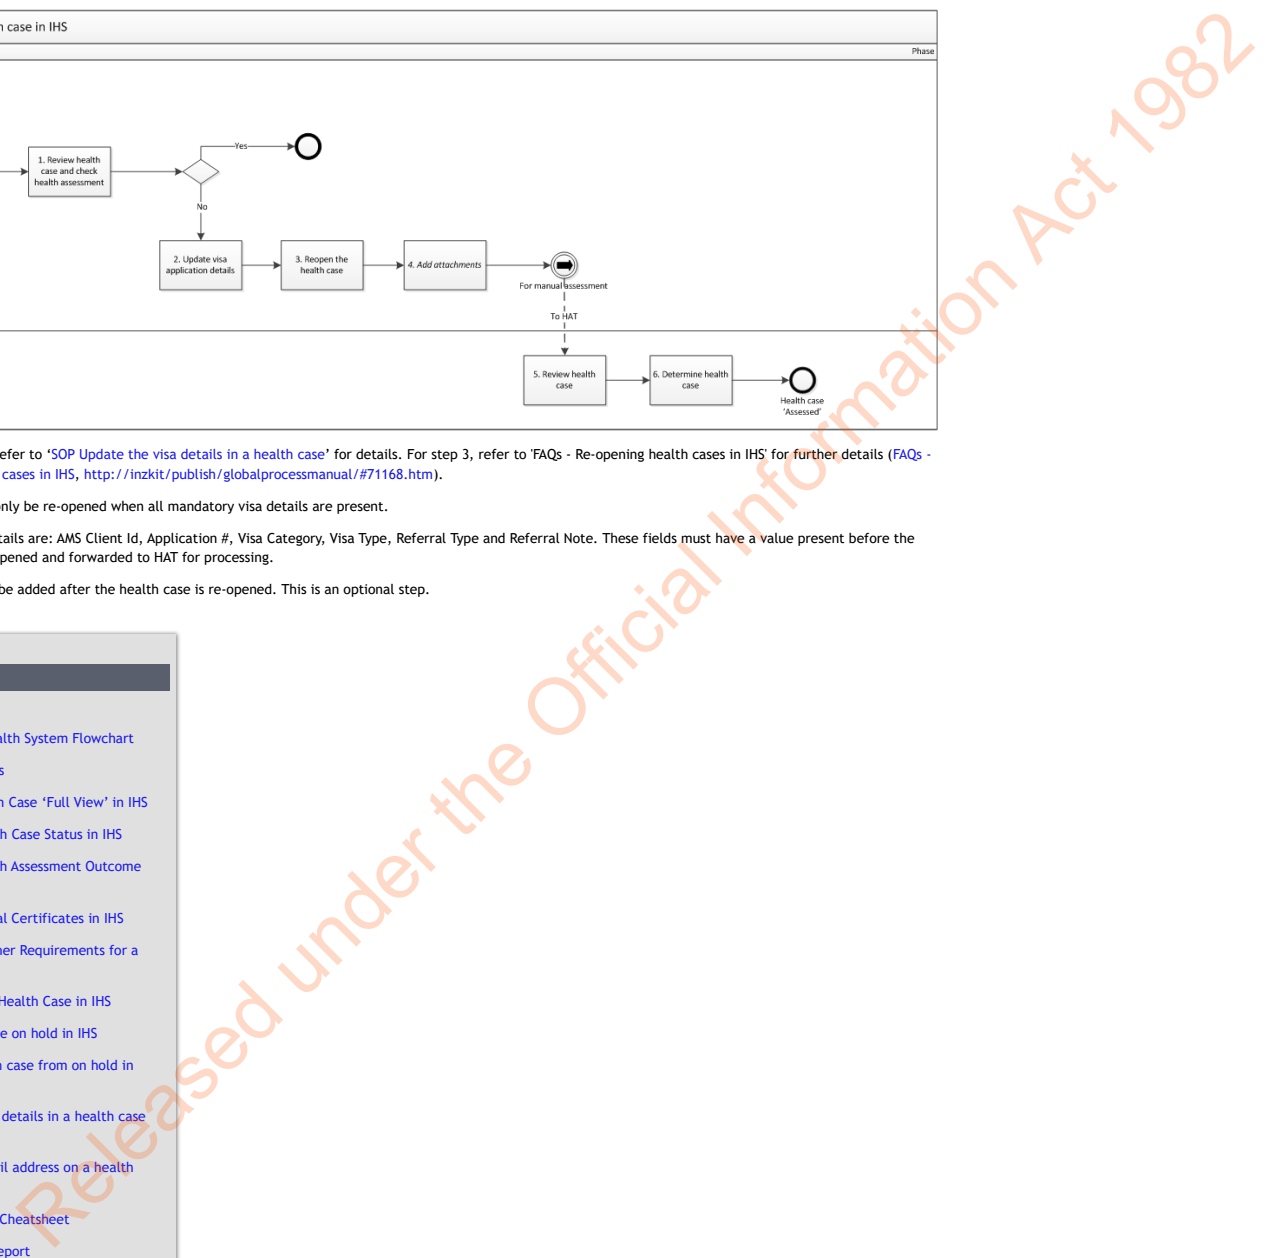 case in IHS
Phase
1. Review health
case and check
health assessment
Yes
No
2. Update visa
application details
3. Reopen the
health case
4. Add attachments
For manual assessment
To HAT
5. Review health
case
6. Determine health
case
Health case
'Assessed'
efer to ‘SOP Update the visa details in a health case’ for details. For step 3, refer to 'FAQs - Re-opening health cases in IHS' for further details (FAQs -
cases in IHS, http://inzkit/publish/globalprocessmanual/#71168.htm).
only be re-opened when all mandatory visa details are present.
tails are: AMS Client Id, Application #, Visa Category, Visa Type, Referral Type and Referral Note. These fields must have a value present before the
pened and forwarded to HAT for processing.
be added after the health case is re-opened. This is an optional step.
alth System Flowchart
s
h Case ‘Full View’ in IHS
h Case Status in IHS
h Assessment Outcome
al Certificates in IHS
her Requirements for a
Health Case in IHS
e on hold in IHS
case from on hold in
details in a health case
il address on a health
Cheatsheet
eport
Released under the Official Information Act 1982